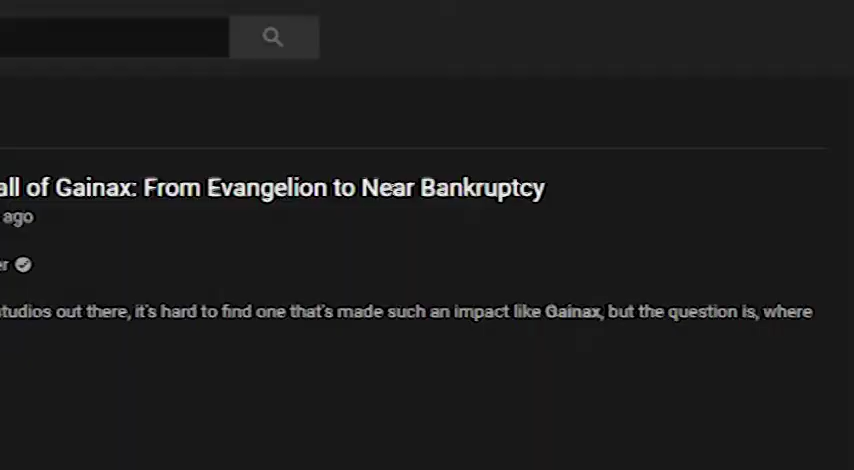 all of Gainax: From Evangelion to Near Bankruptcy
ago
er
studios out there, it's hard to find one that's made such an impact like Gainax, but the question is, where